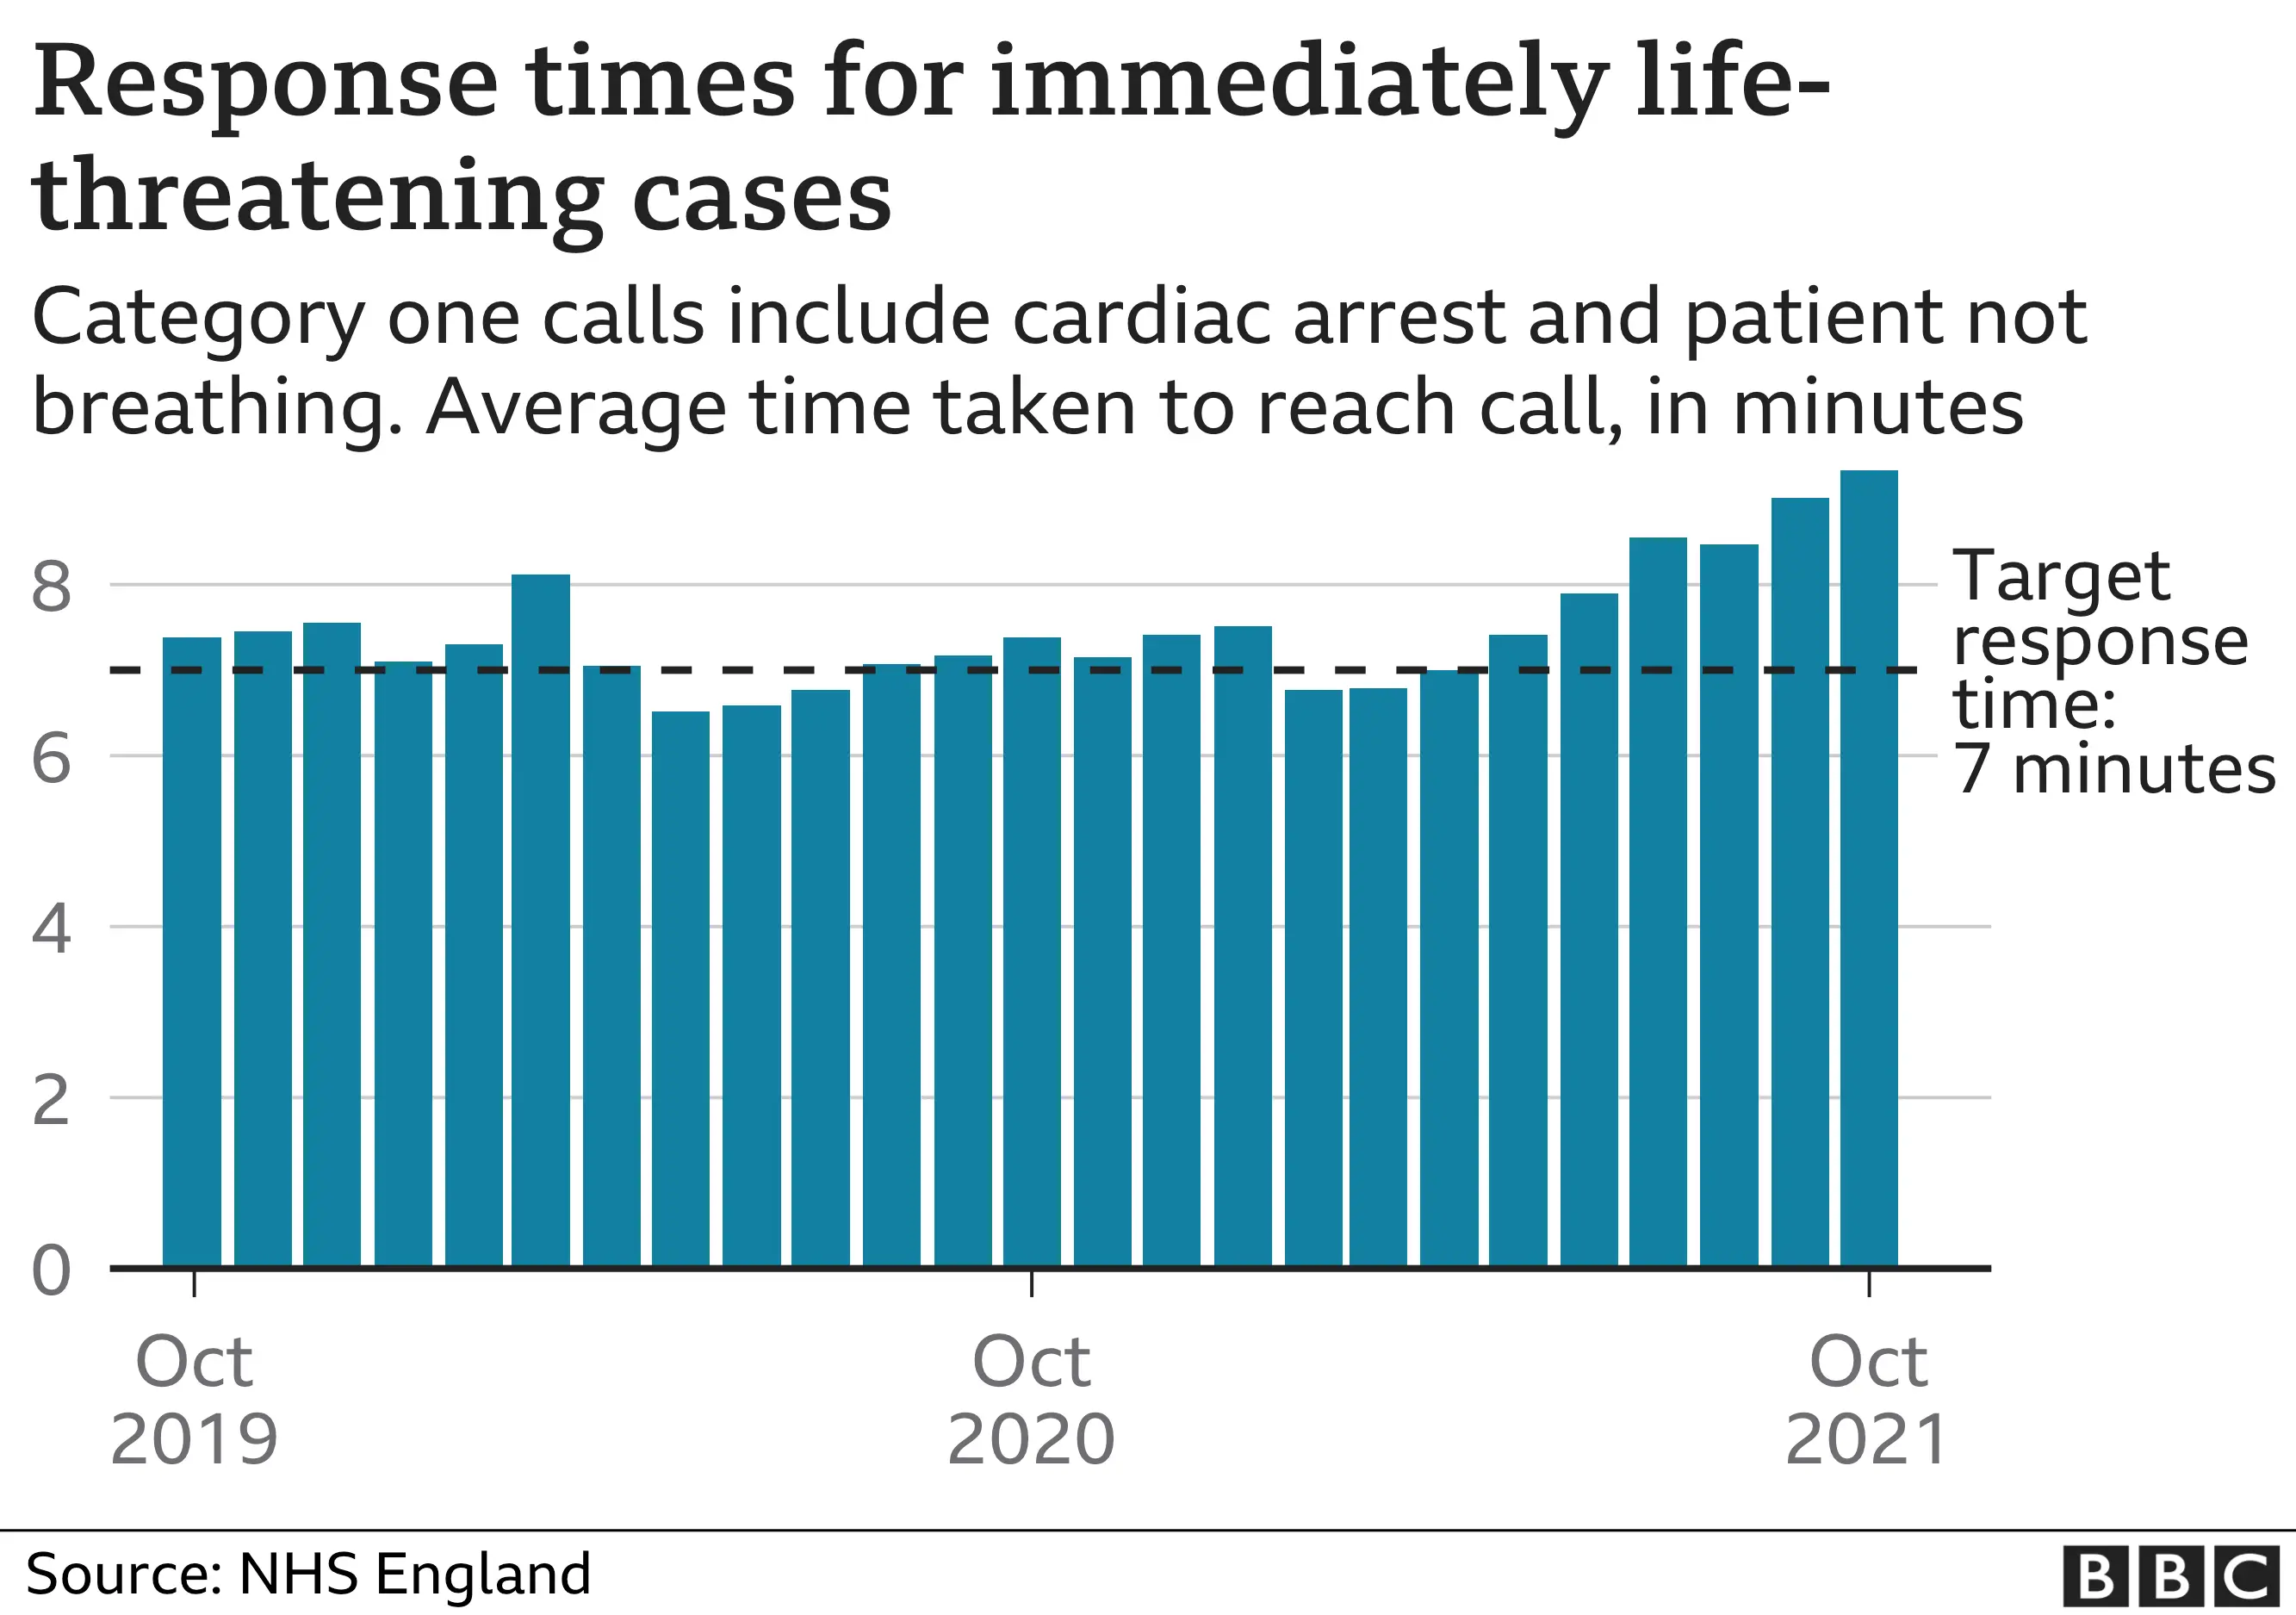 Response times for immediately life-
threatening cases
Category one calls include cardiac arrest and patient not
breathing. Average time taken to reach call, in minutes
8
6
4
2
0
Target
response
time:
7 minutes
Oct
2019
Oct
2020
Oct
2021
Source: NHS England
BBC